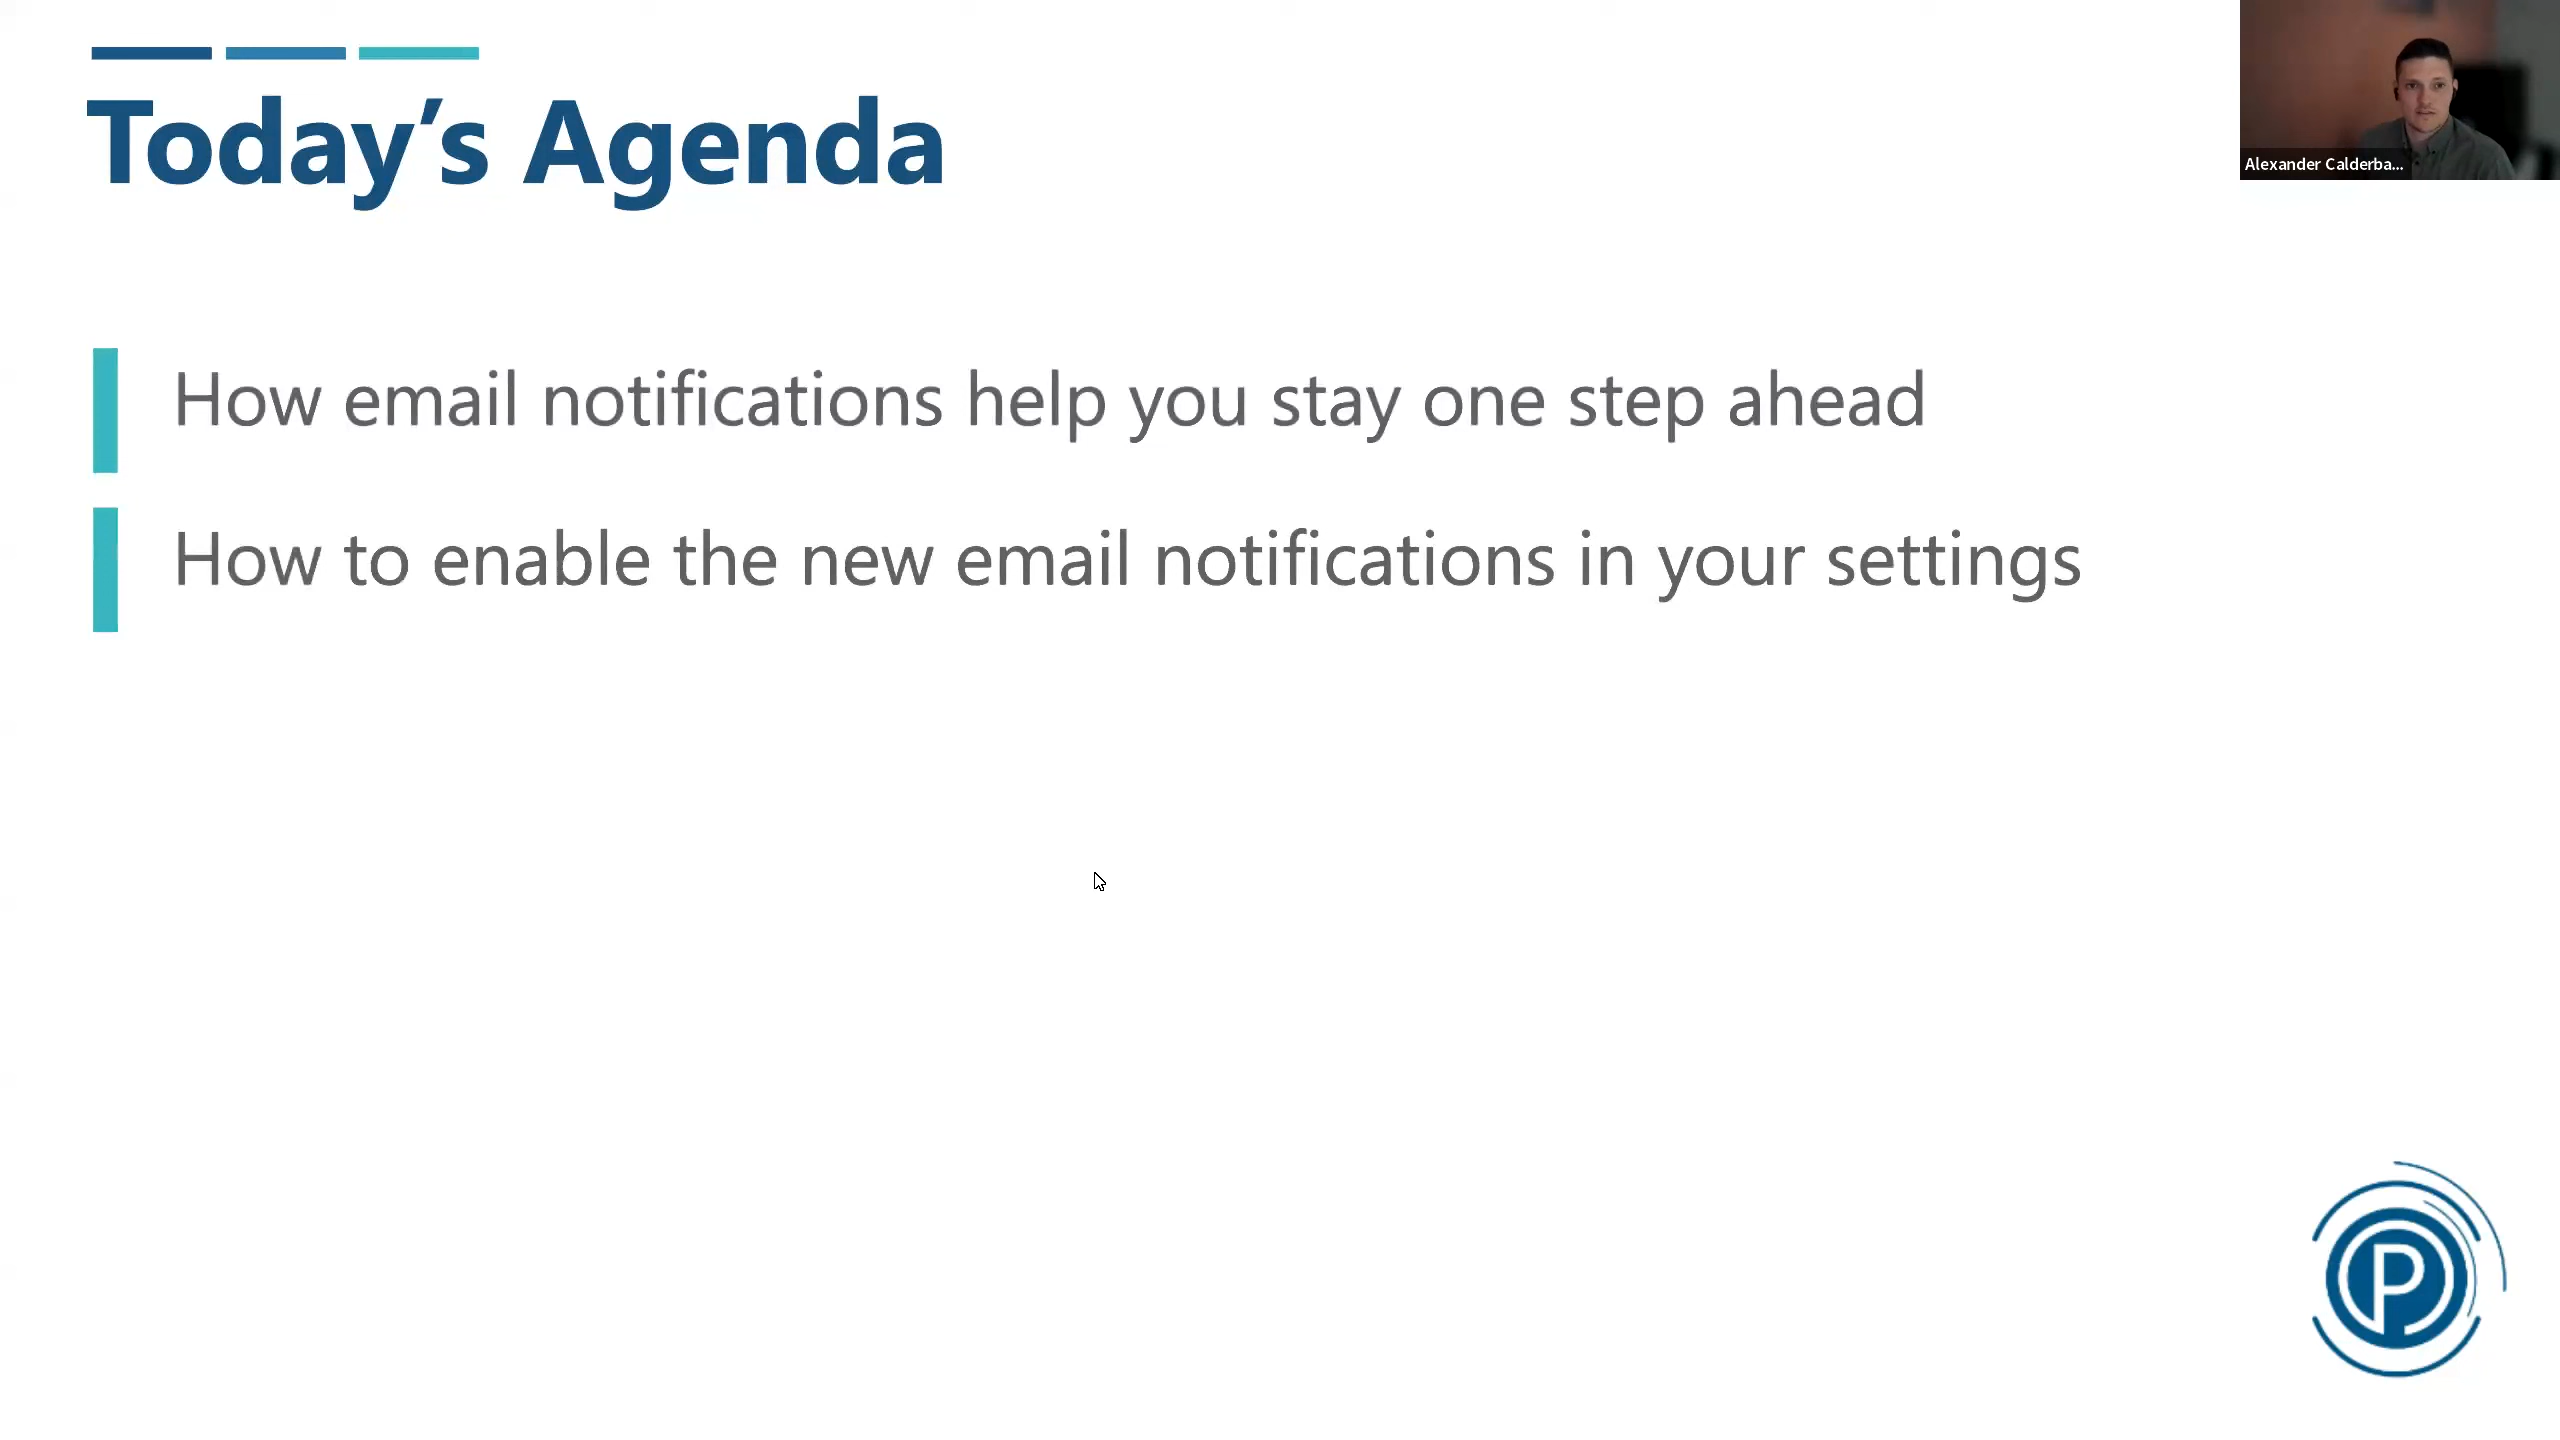 Today’s Agenda
Alexander Calderba...
How email notifications help you stay one step ahead
How to enable the new email notifications in your settings
P